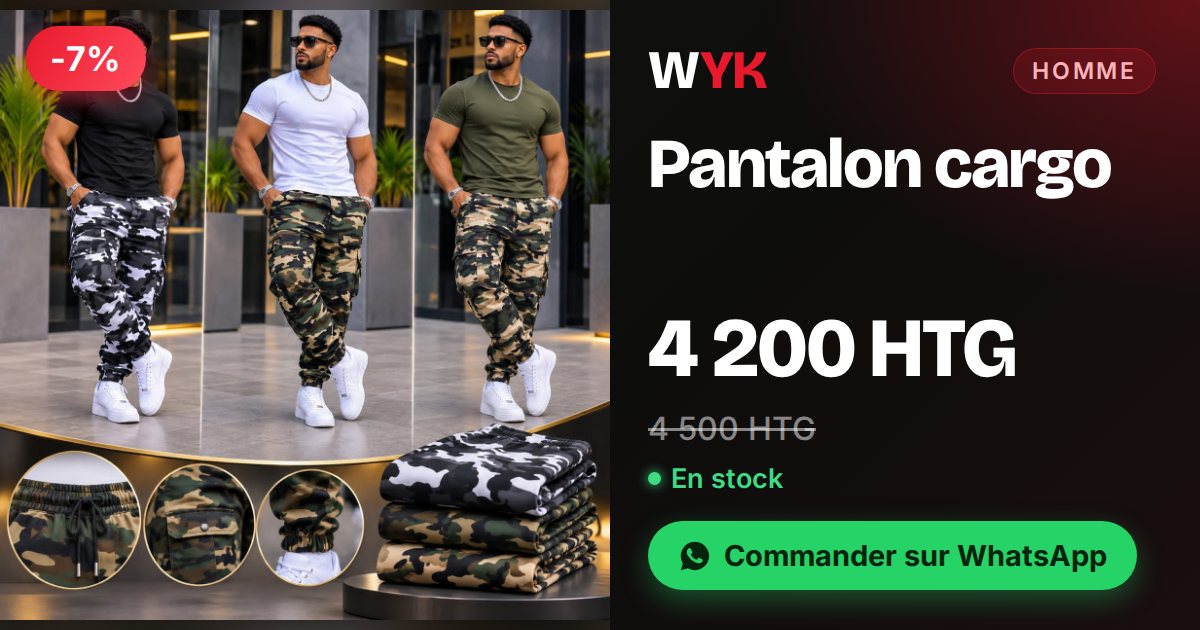 -7%
WYK
HOMME
Pantalon cargo
4 200 HTG
4 500 HTG
En stock
Commander sur WhatsApp